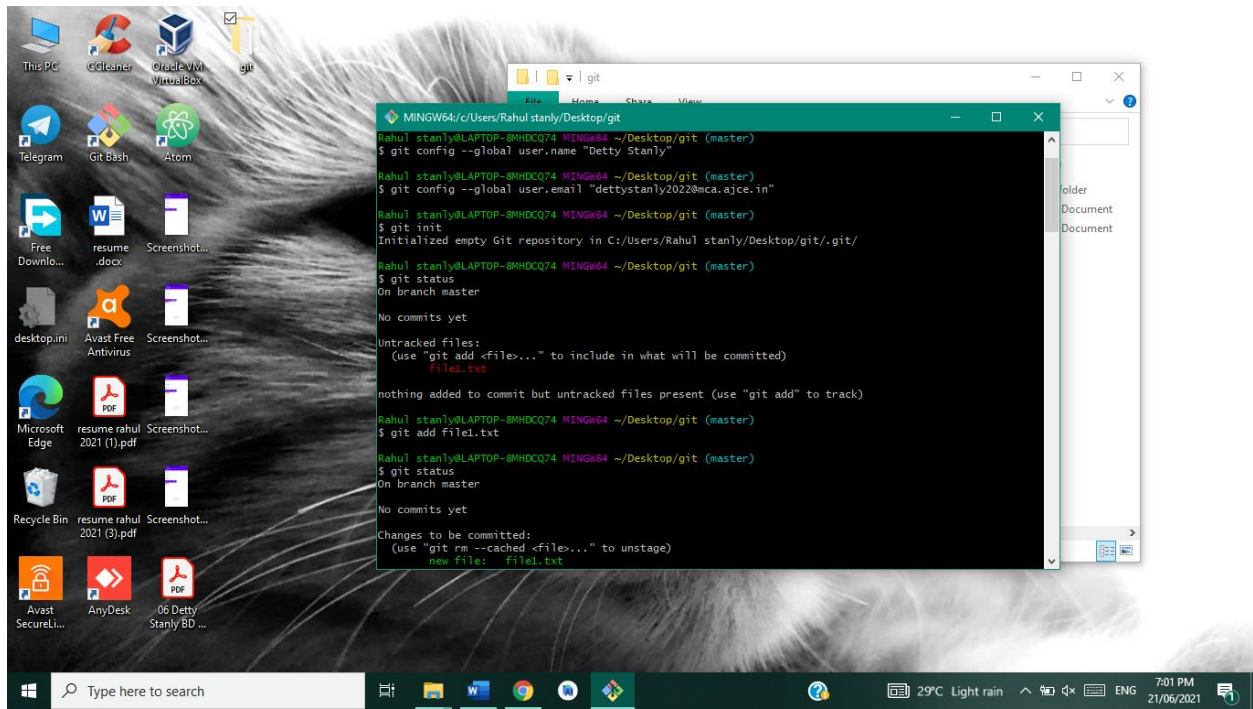 This PC
CCleaner
Oracle VM
VirtualBox
git
Telegram
Git Bash
Atom
Free
Downlo...
resume
.docx
Screenshot...
desktop.ini
Avast Free
Antivirus
Screenshot...
Microsoft
Edge
PDF
resume rahul
2021 (1).pdf
Screenshot...
Recycle Bin
PDF
resume rahul
2021 (3).pdf
Screenshot...
Avast
SecureLi...
AnyDesk
PDF
06 Detty
Stanly BD ...
git
File Home Share View
older
Document
Document
MINGW64:/c/Users/Rahul stanly/Desktop/git
Rahul stanly@LAPTOP-8MHDCQ74 MINGW64 ~/Desktop/git (master)
$ git config --global user.name "Detty Stanly"
Rahul stanly@LAPTOP-8MHDCQ74 MINGW64 ~/Desktop/git (master)
$ git config --global user.email "dettystanly2022@mca.ajce.in"
Rahul stanly@LAPTOP-8MHDCQ74 MINGW64 ~/Desktop/git (master)
$ git init
Initialized empty Git repository in C:/Users/Rahul stanly/Desktop/git/.git/
Rahul stanly@LAPTOP-8MHDCQ74 MINGW64 ~/Desktop/git (master)
$ git status
On branch master
No commits yet
Untracked files:
(use "git add <file>..." to include in what will be committed)
file1.txt
nothing added to commit but untracked files present (use "git add" to track)
Rahul stanly@LAPTOP-8MHDCQ74 MINGW64 ~/Desktop/git (master)
$ git add file1.txt
Rahul stanly@LAPTOP-8MHDCQ74 MINGW64 ~/Desktop/git (master)
$ git status
On branch master
No commits yet
Changes to be committed:
(use "git rm --cached <file>..." to unstage)
new file: file1.txt
Type here to search
29°C Light rain
ENG
7:01 PM
21/06/2021